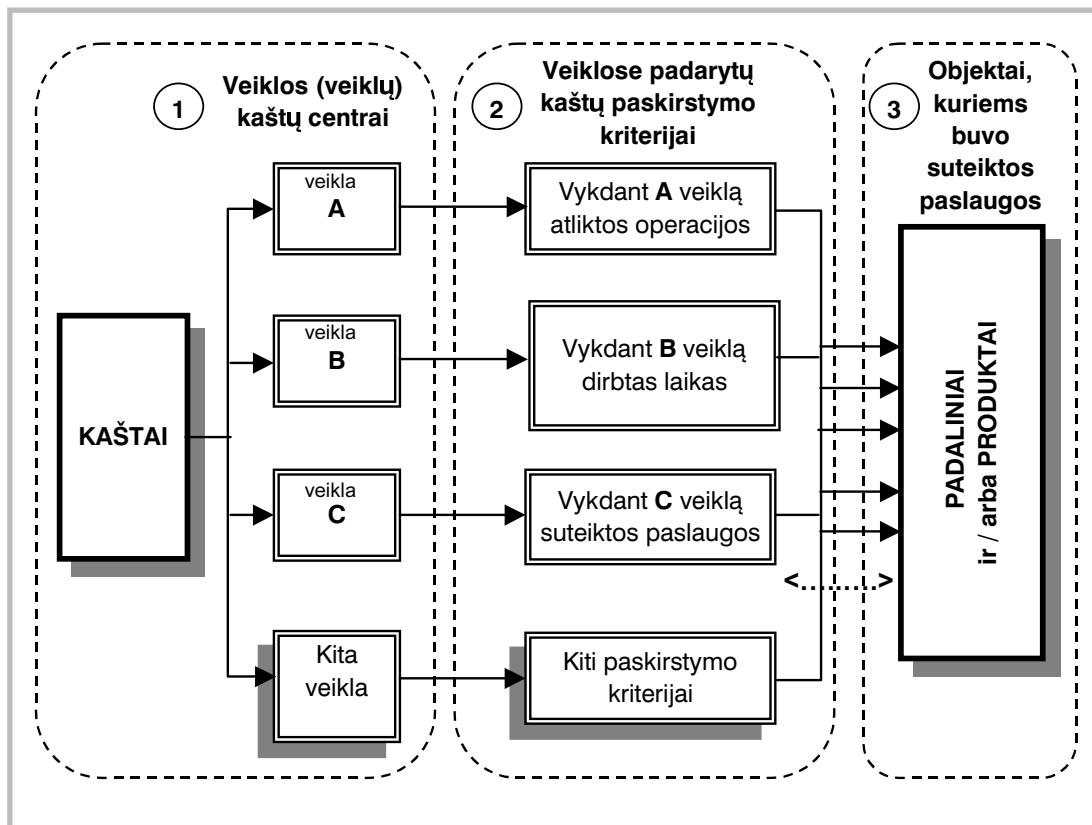 1
Veiklos (veiklų)
kaštų centrai
2
Veiklose padarytų
kaštų paskirstymo
kriterijai
3
Objektai,
kuriems
buvo
suteiktos
paslaugos
KAŠTAI
veikla
A
Vykdant A veiklą
atliktos operacijos
veikla
B
Vykdant B veiklą
dirbtas laikas
veikla
C
Vykdant C veiklą
suteiktos paslaugos
<.......>
Kita
veikla
Kiti paskirstymo
kriterijai
PADALINIAI
ir / arba PRODUKTAI